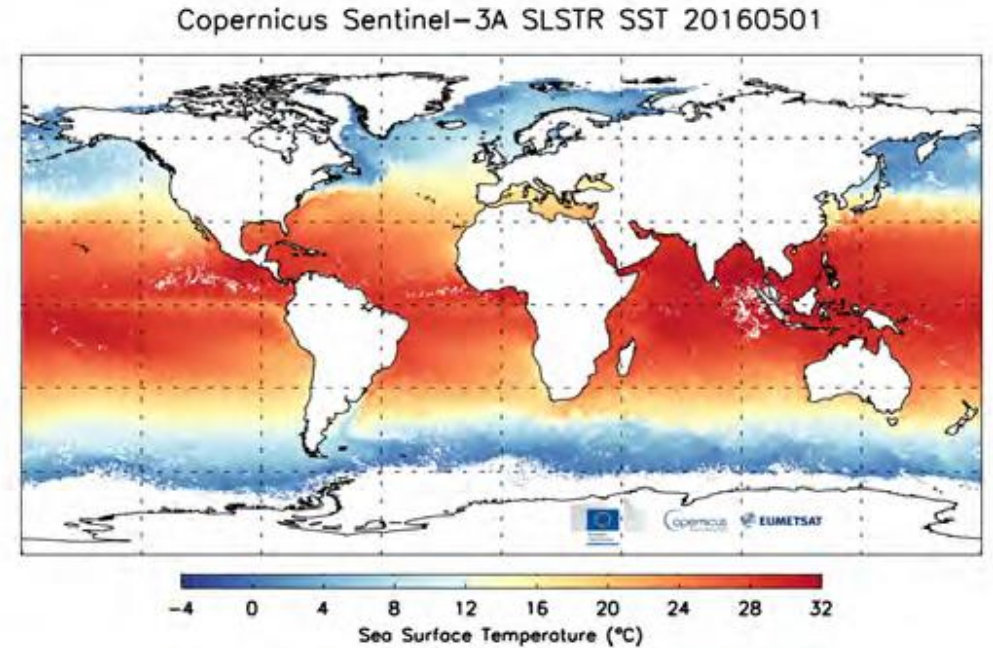 Copernicus Sentinel-3A SLSTR SST 20160501
opernicus
EUMETSAT
-4 0 4 8 12 16 20 24 28 32
Sea Surface Temperature (°C)